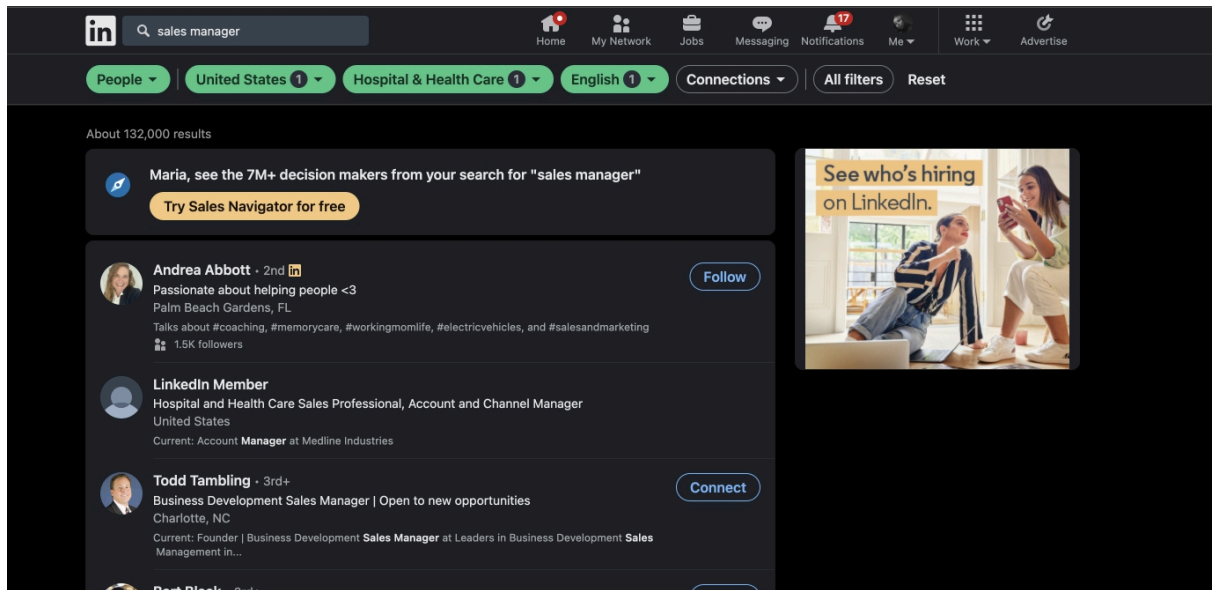 in
sales manager
Home
My Network
Jobs
Messaging
17
Notifications
Me
Work
Advertise
People
United States 1
Hospital & Health Care 1
English 1
Connections
All filters
Reset
About 132,000 results
Maria, see the 7M+ decision makers from your search for "sales manager"
Try Sales Navigator for free
Andrea Abbott • 2nd in
Passionate about helping people <3
Palm Beach Gardens, FL
Talks about #coaching, #memorycare, #workingmomlife, #electricvehicles, and #salesandmarketing
1.5K followers
Follow
LinkedIn Member
Hospital and Health Care Sales Professional, Account and Channel Manager
United States
Current: Account Manager at Medline Industries
Todd Tambling • 3rd+
Business Development Sales Manager | Open to new opportunities
Charlotte, NC
Current: Founder | Business Development Sales Manager at Leaders in Business Development Sales
Management in...
Connect
See who's hiring
on LinkedIn.